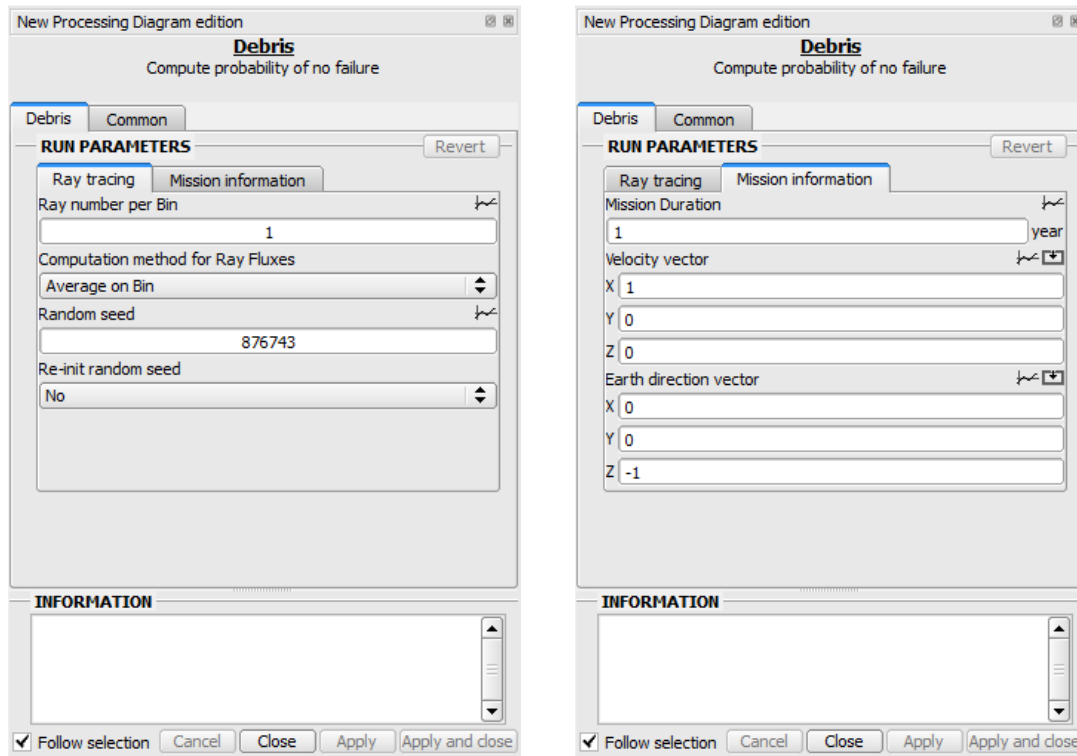 New Processing Diagram edition
Debris
Compute probability of no failure
Debris Common
RUN PARAMETERS Revert
Ray tracing Mission information
Ray number per Bin
1
Computation method for Ray Fluxes
Average on Bin
Random seed
876743
Re-init random seed
No
INFORMATION
Follow selection Cancel Close Apply Apply and close
New Processing Diagram edition
Debris
Compute probability of no failure
Debris Common
RUN PARAMETERS Revert
Ray tracing Mission information
Mission Duration
1 year
Velocity vector
X 1
Y 0
Z 0
Earth direction vector
X 0
Y 0
Z -1
INFORMATION
Follow selection Cancel Close Apply Apply and close